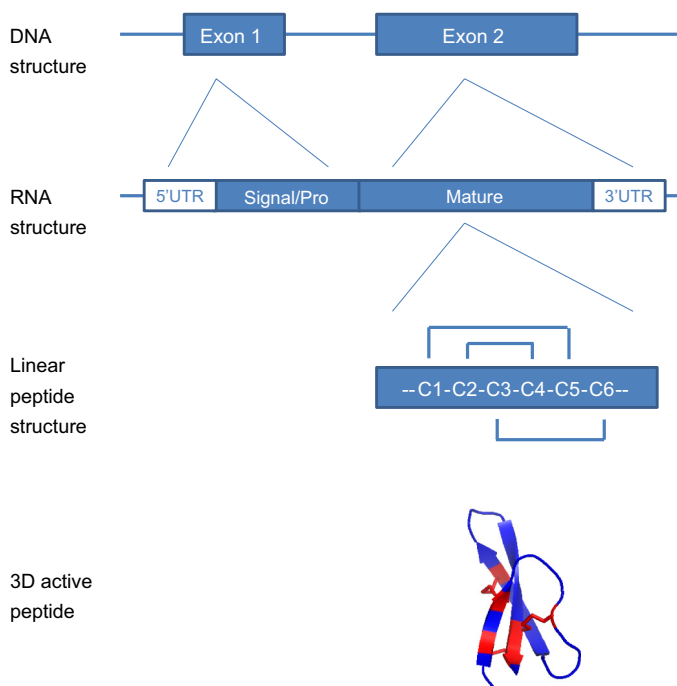 DNA
structure
Exon 1
Exon 2
RNA
structure
5'UTR
Signal/Pro
Mature
3'UTR
Linear
peptide
structure
--C1-C2-C3-C4-C5-C6--
3D active
peptide